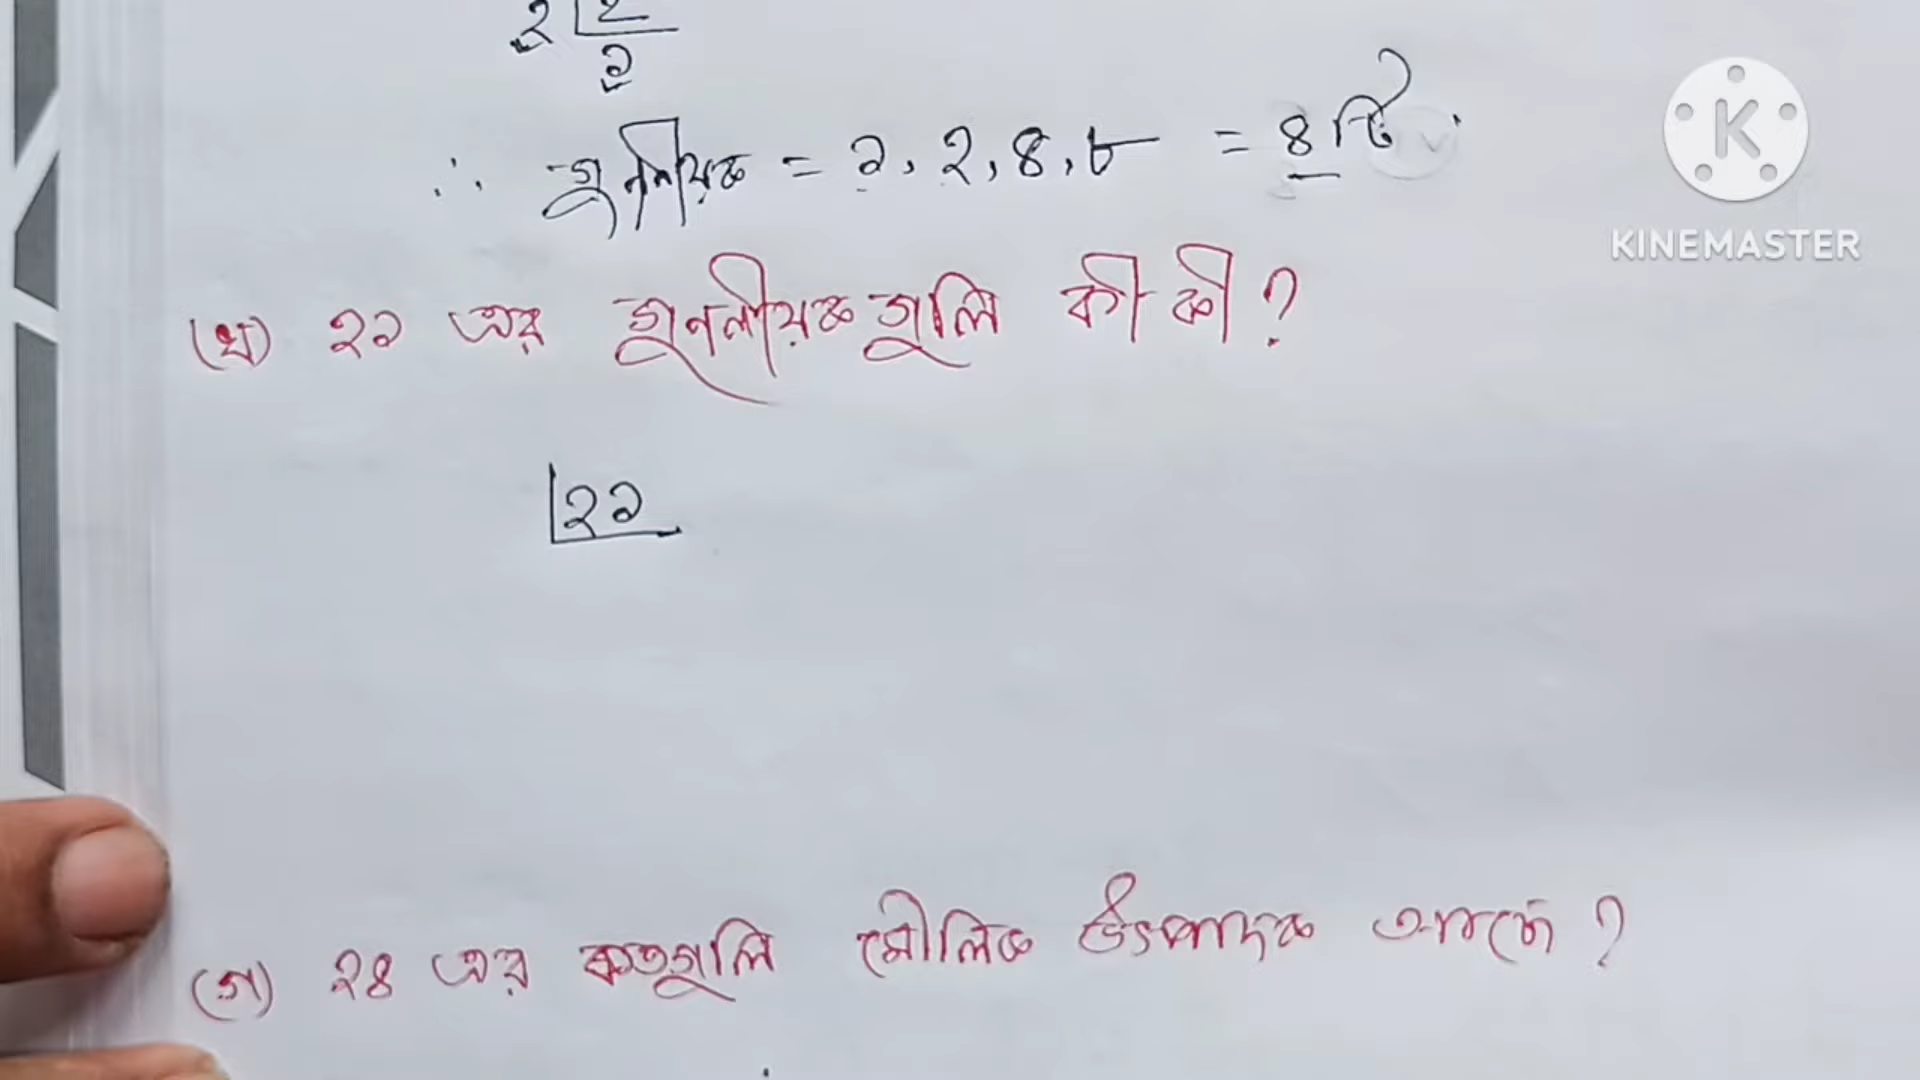 ২ ২
১
∴ গুণনীয়ক = ১, ২, ৪, ৮ = ৪ টি
(খ) ২১ এর গুণনীয়কগুলি কী কী ?
২১
(গ) ২৪ এর কতগুলি মৌলিক উৎপাদক আছে ?
K
KINEMASTER